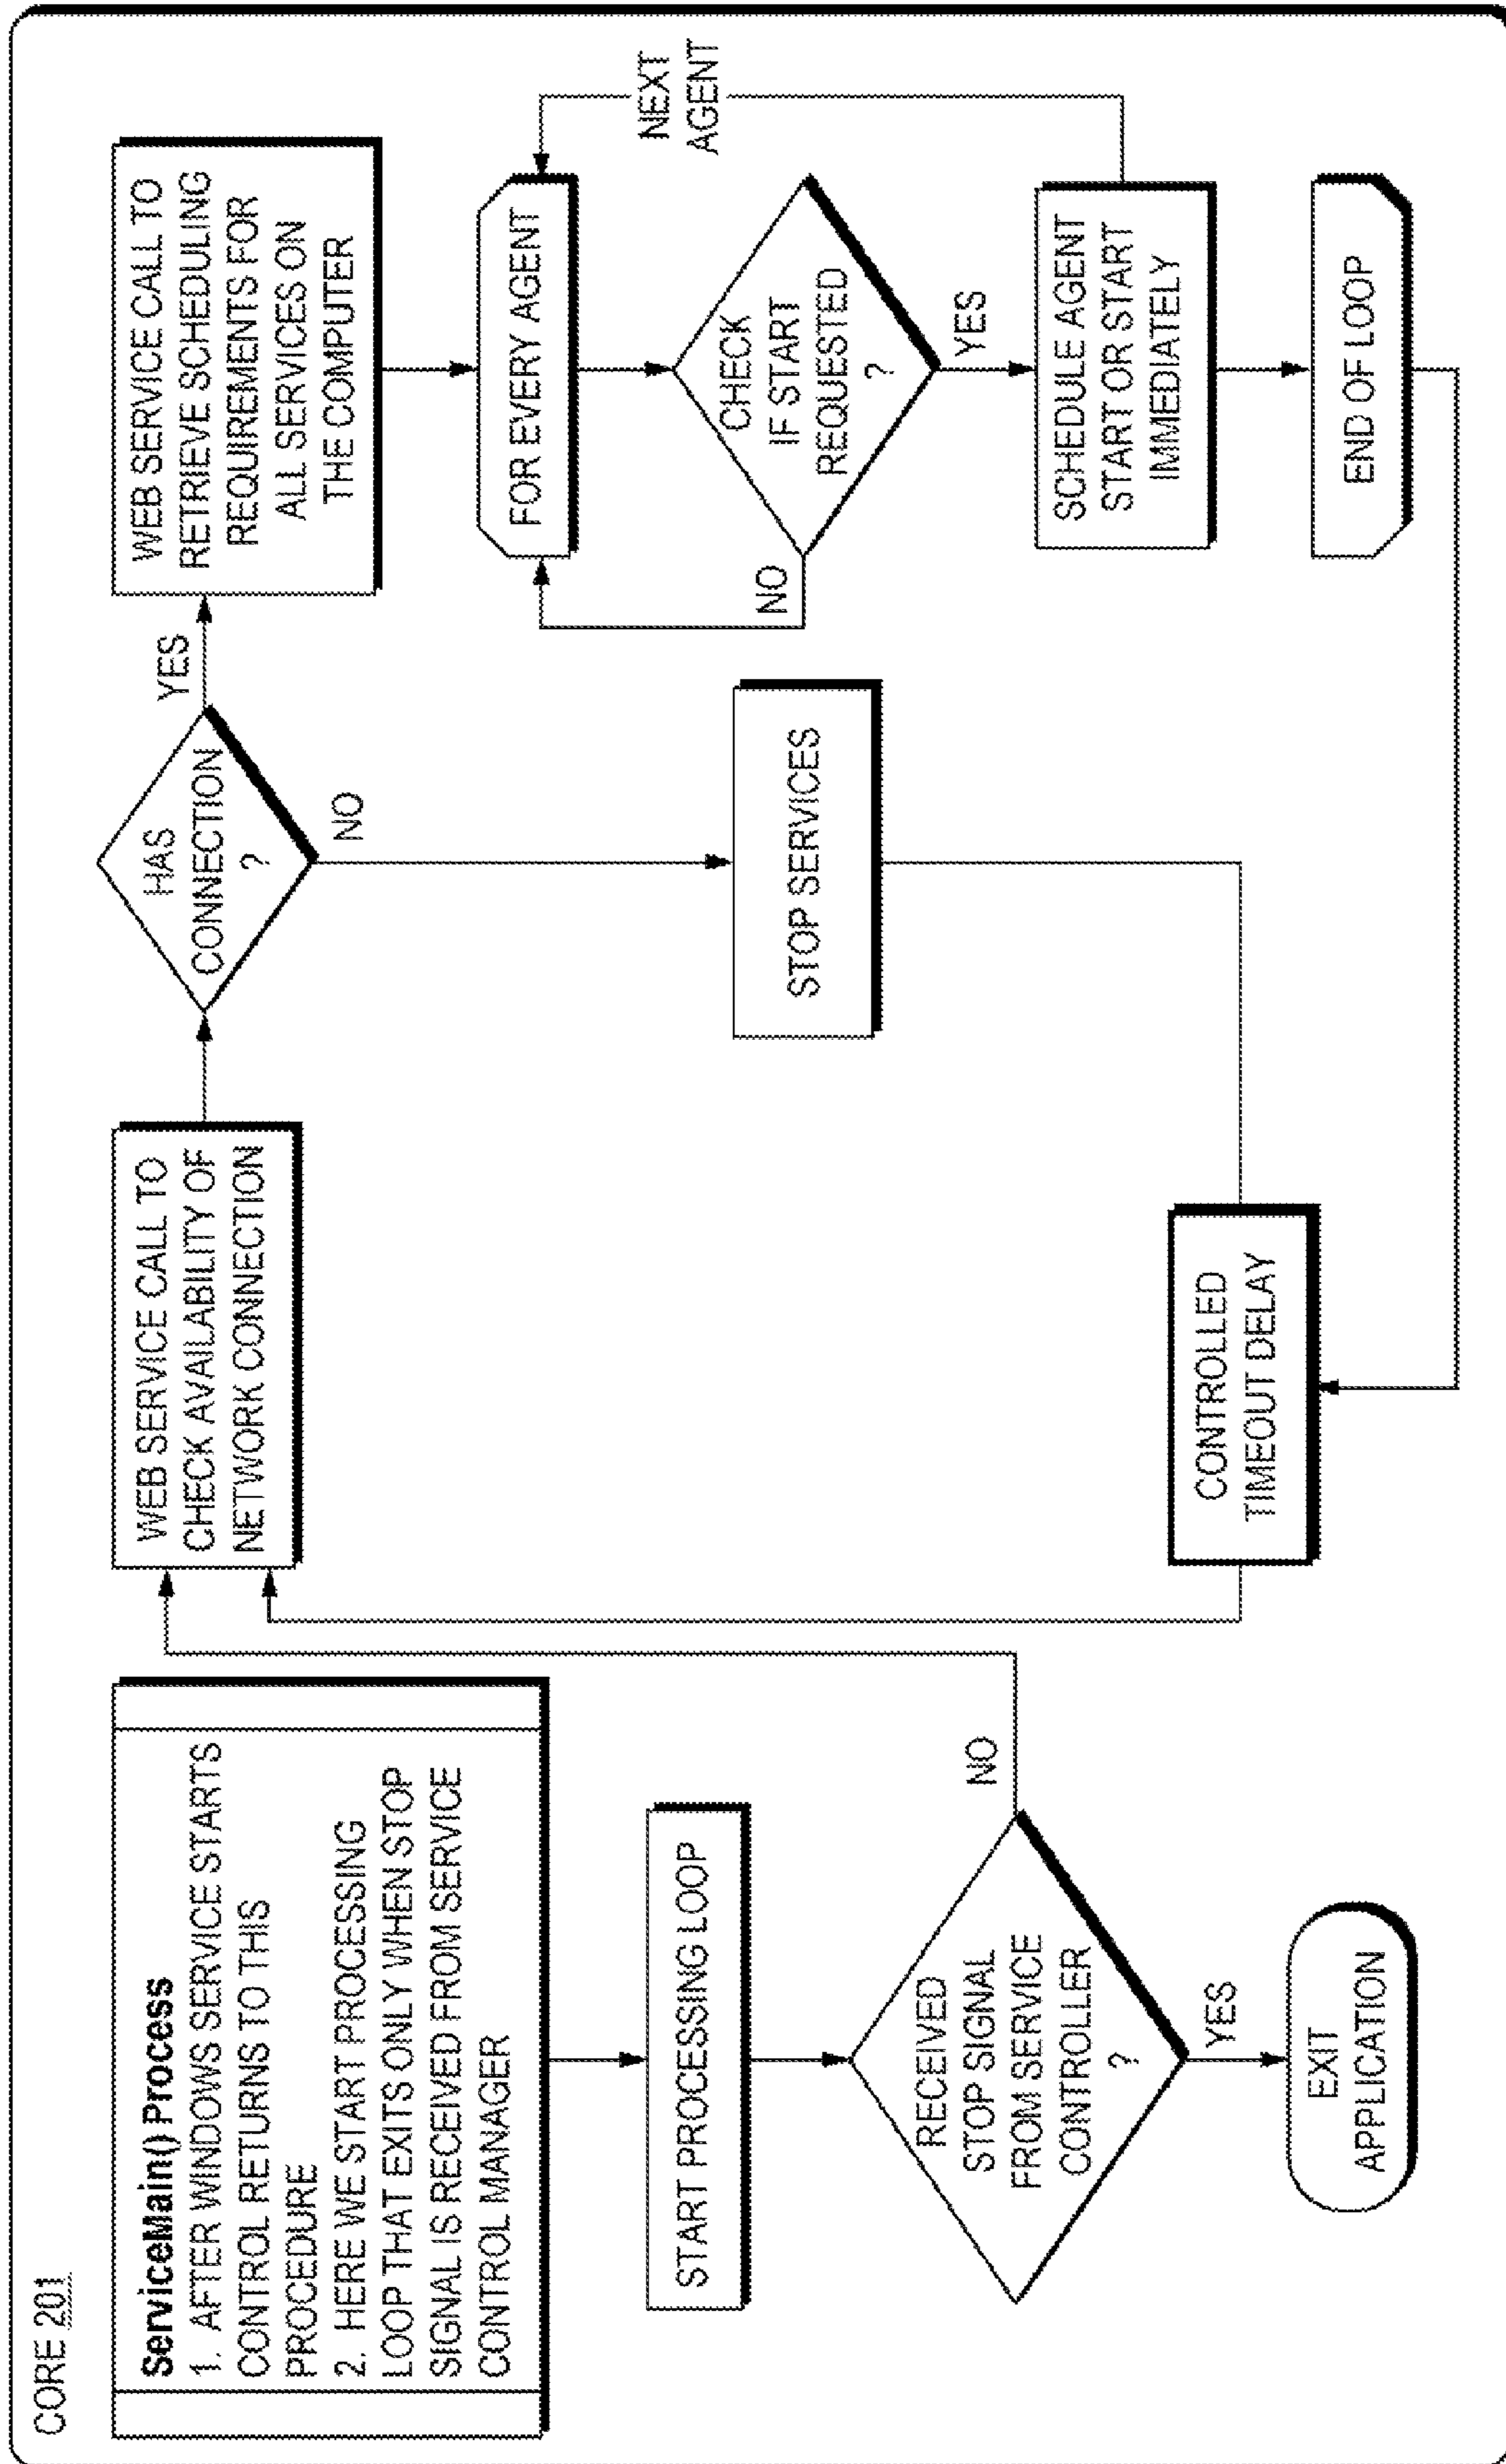 CORE 201
ServiceMain() Process
1. AFTER WINDOWS SERVICE STARTS
CONTROL RETURNS TO THIS
PROCEDURE
2. HERE WE START PROCESSING
LOOP THAT EXITS ONLY WHEN STOP
SIGNAL IS RECEIVED FROM SERVICE
CONTROL MANAGER
START PROCESSING LOOP
RECEIVED
STOP SIGNAL
FROM SERVICE
CONTROLLER
?
NO
YES
EXIT
APPLICATION
WEB SERVICE CALL TO
CHECK AVAILABILITY OF
NETWORK CONNECTION
HAS
CONNECTION
?
YES
NO
STOP SERVICES
CONTROLLED
TIMEOUT DELAY
WEB SERVICE CALL TO
RETRIEVE SCHEDULING
REQUIREMENTS FOR
ALL SERVICES ON
THE COMPUTER
FOR EVERY AGENT
NEXT
AGENT
CHECK
IF START
REQUESTED
?
NO
YES
SCHEDULE AGENT
START OR START
IMMEDIATELY
END OF LOOP